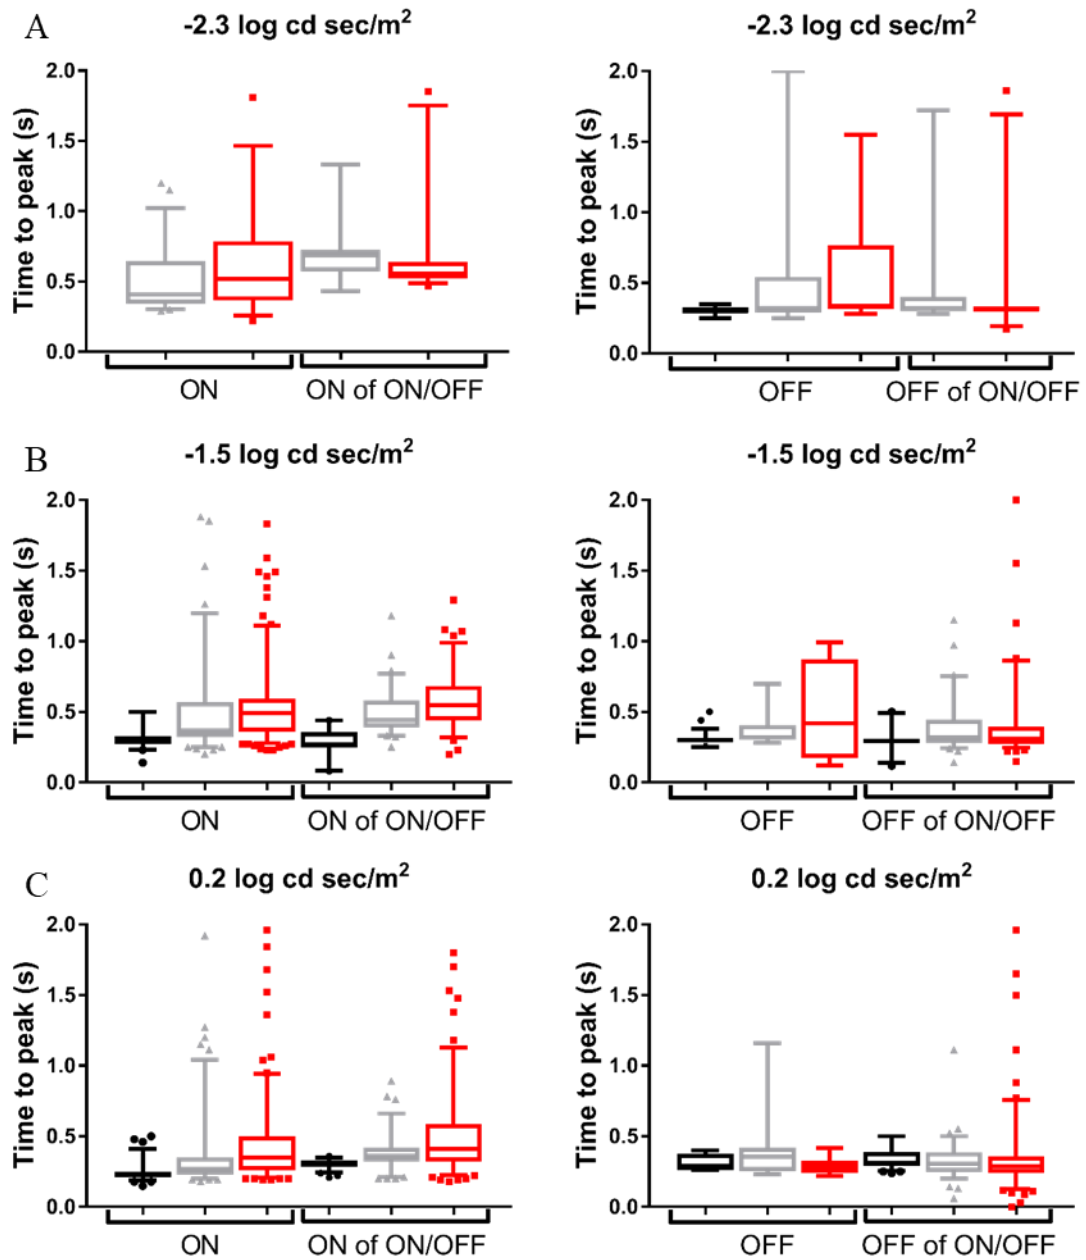 A
-2.3 log cd sec/m²
-2.3 log cd sec/m²
Time to peak (s)
2.0
1.5
1.0
0.5
0.0
ON
ON of ON/OFF
Time to peak (s)
2.0
1.5
1.0
0.5
0.0
OFF
OFF of ON/OFF
B
-1.5 log cd sec/m²
-1.5 log cd sec/m²
Time to peak (s)
2.0
1.5
1.0
0.5
0.0
ON
ON of ON/OFF
Time to peak (s)
2.0
1.5
1.0
0.5
0.0
OFF
OFF of ON/OFF
C
0.2 log cd sec/m²
0.2 log cd sec/m²
Time to peak (s)
2.0
1.5
1.0
0.5
0.0
ON
ON of ON/OFF
Time to peak (s)
2.0
1.5
1.0
0.5
0.0
OFF
OFF of ON/OFF